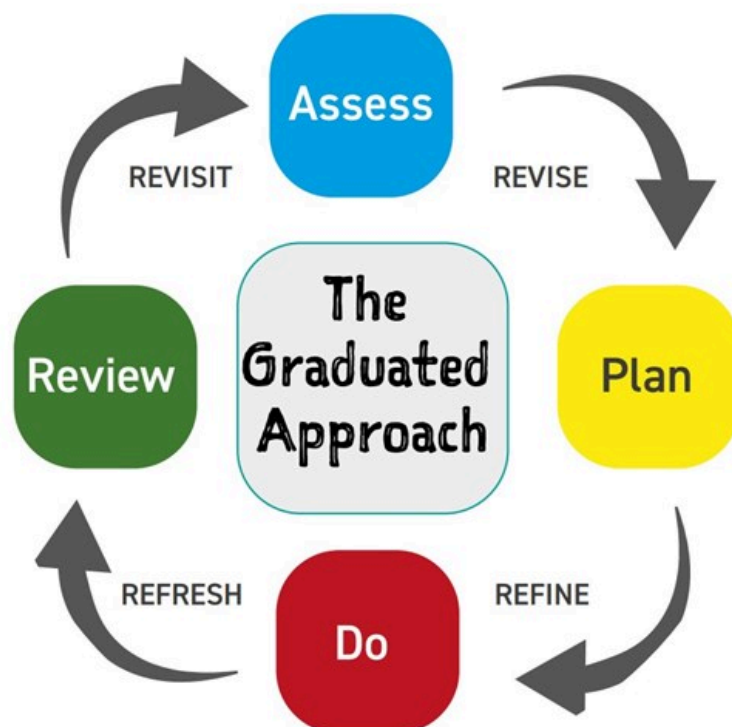 Assess
REVISIT
REVISE
The
Graduated
Approach
Review
Plan
REFRESH
REFINE
Do